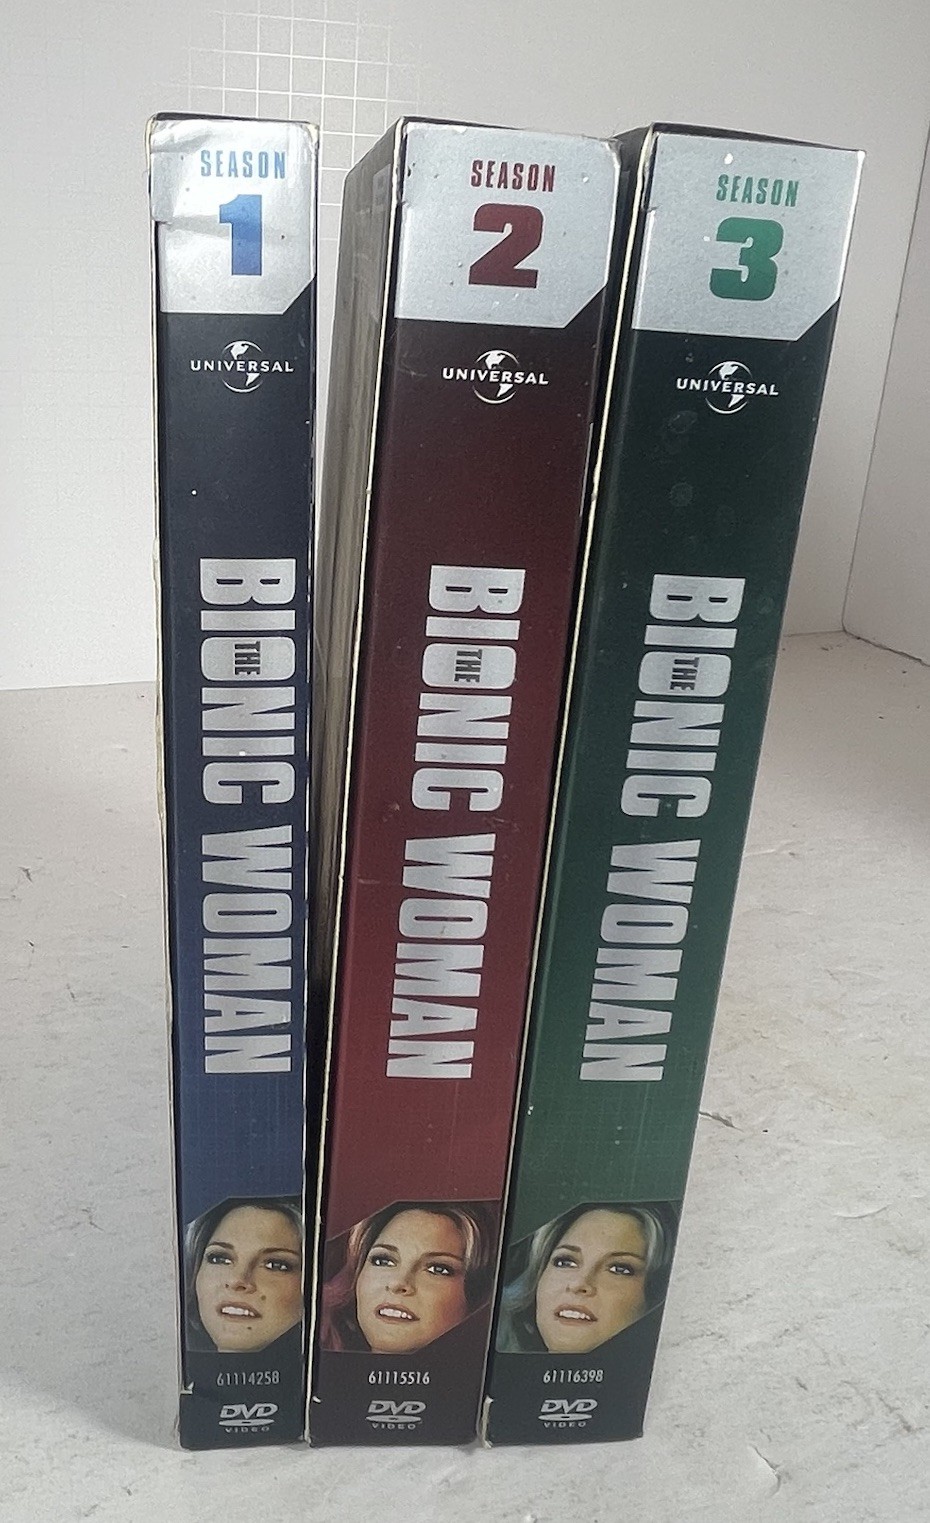 SEASON
1
UNIVERSAL
THE
BIONIC WOMAN
61114258
DVD
VIDEO
SEASON
2
UNIVERSAL
THE
BIONIC WOMAN
61115516
DVD
VIDEO
SEASON
3
UNIVERSAL
THE
BIONIC WOMAN
61116398
DVD
VIDEO